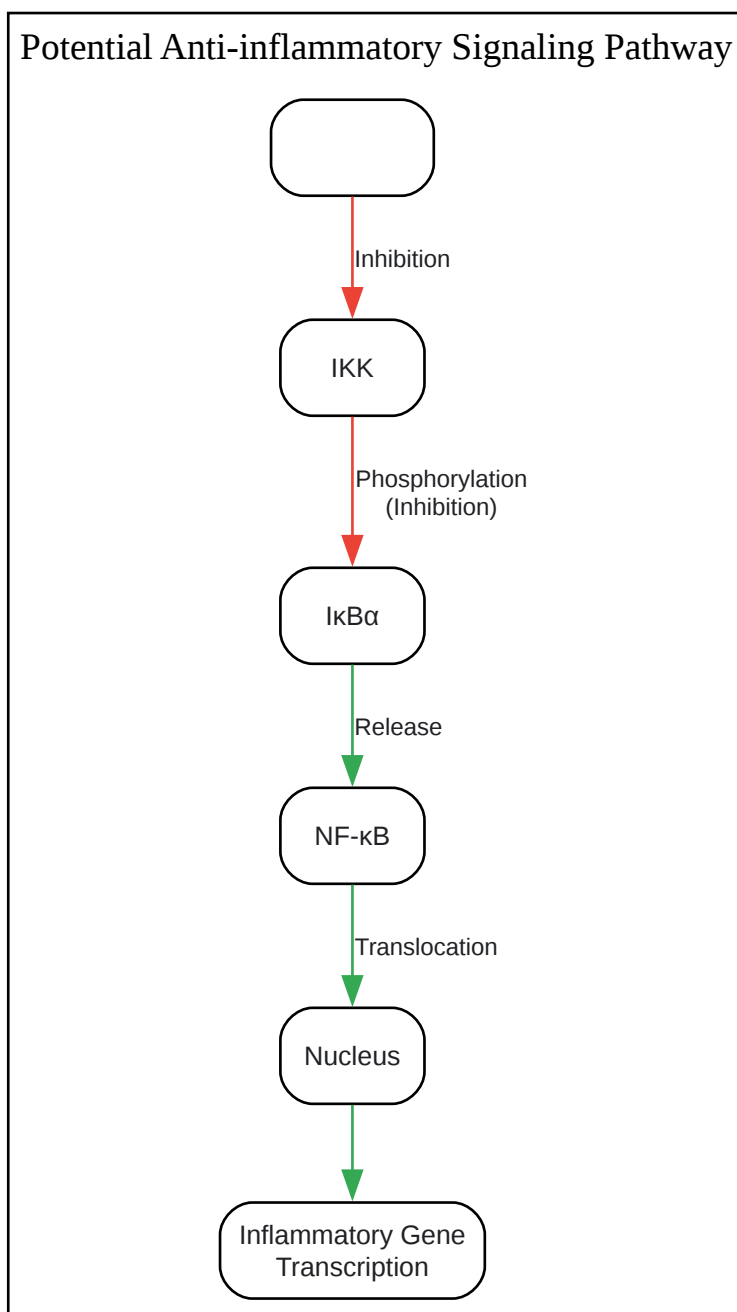 Potential Anti-inflammatory Signaling Pathway
Inhibition
IKK
Phosphorylation
(Inhibition)
IκBα
Release
NF-κB
Translocation
Nucleus
Inflammatory Gene
Transcription